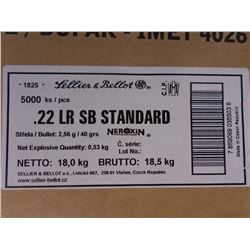 • 1825 • Sellier & Bellot ® C.I.P.
5000 ks / pcs
.22 LR SB STANDARD
Střela / Bullet: 2,56 g / 40 grs NEROXIN®
Net Explosive Quantity: 0,53 kg
Č. série:
Lot No.:
NETTO: 18,0 kg BRUTTO: 18,5 kg
SELLIER & BELLOT a.s., Lidická 667, 258 01 Vlašim, Czech Republic
www.sellier-bellot.cz
Made in Czech Republic